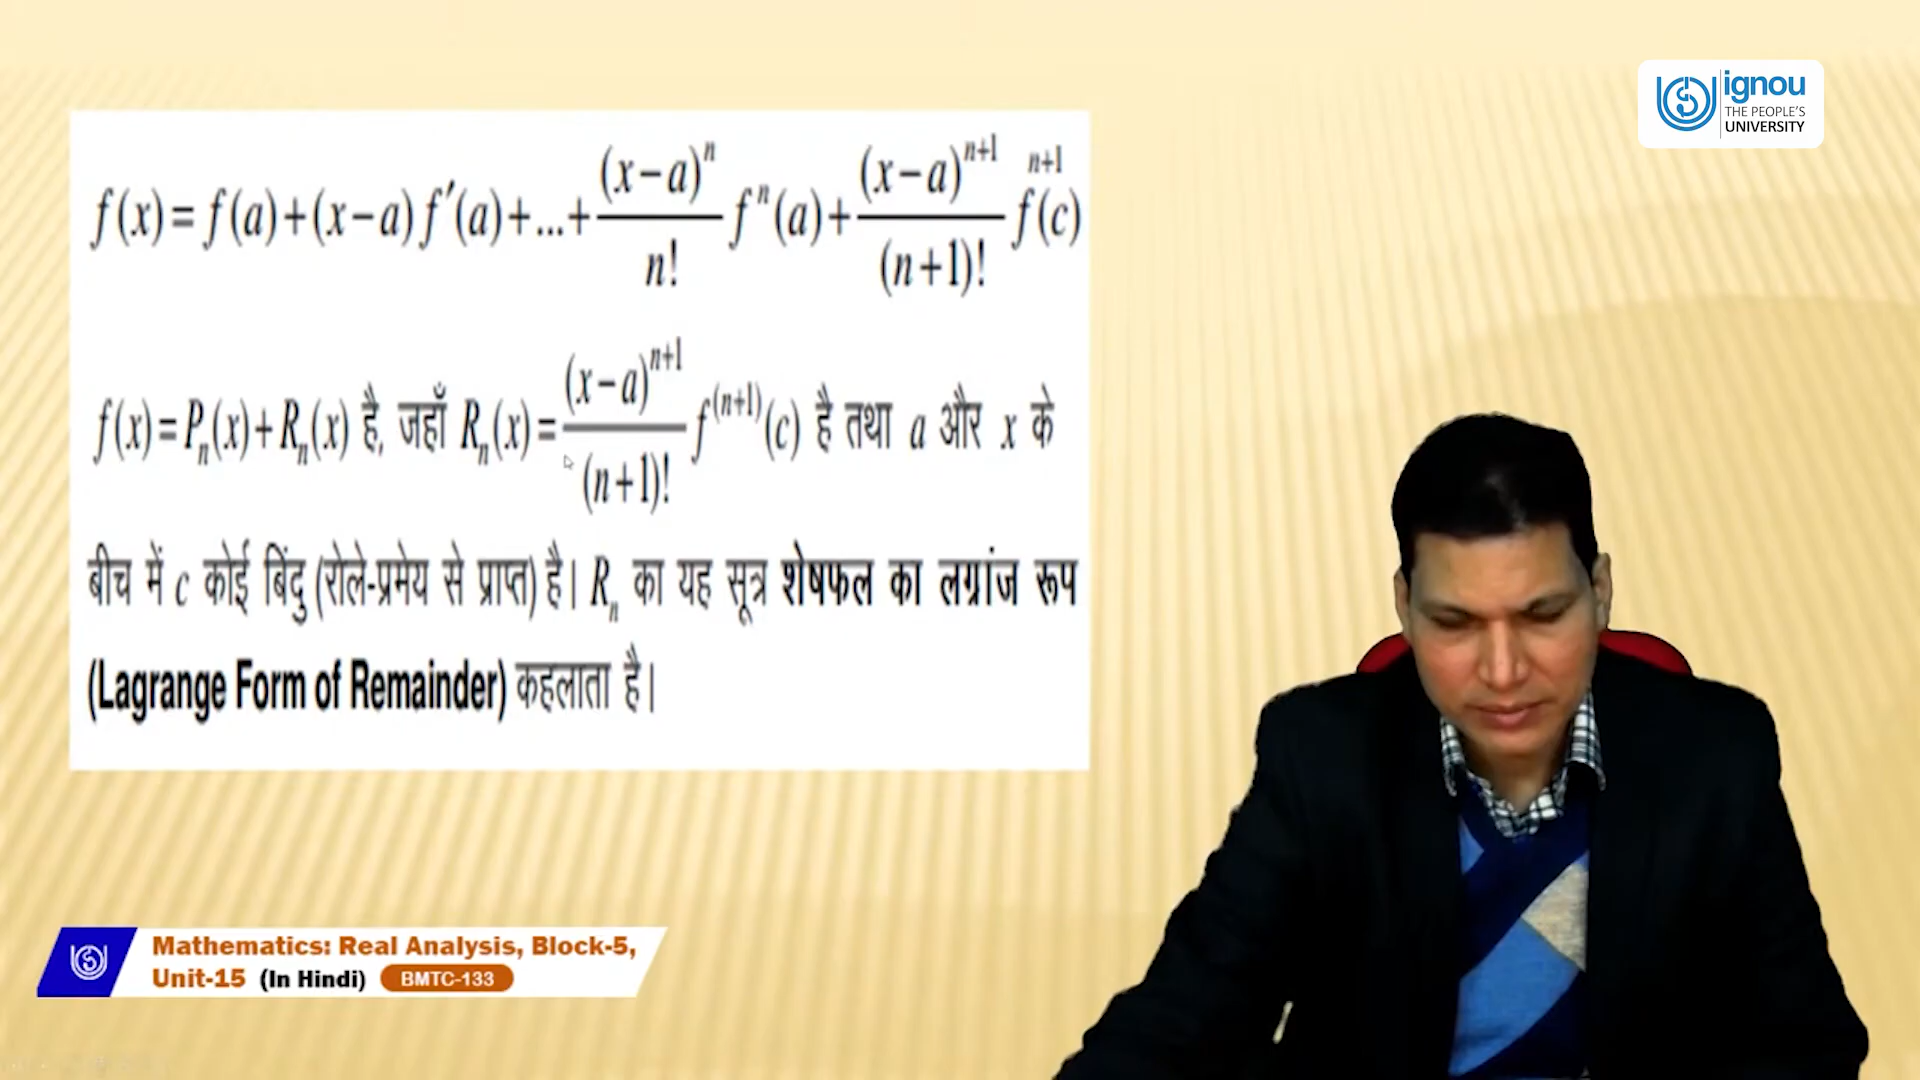 ignou
THE PEOPLE'S
UNIVERSITY
f(x) = f(a)+(x−a) f′(a)+...+ (x−a)^n / n! f^n (a)+ (x−a)^{n+1} / (n+1)! f^{n+1}(c)
f(x) = P_n(x)+R_n(x) है, जहाँ R_n(x) = (x−a)^{n+1} / (n+1)! f^{(n+1)}(c) है तथा a और x के
बीच में c कोई बिंदु (रोले-प्रमेय से प्राप्त) है। R_n का यह सूत्र शेषफल का लग्रांज रूप
(Lagrange Form of Remainder) कहलाता है।
Mathematics: Real Analysis, Block-5,
Unit-15 (In Hindi) BMTC-133